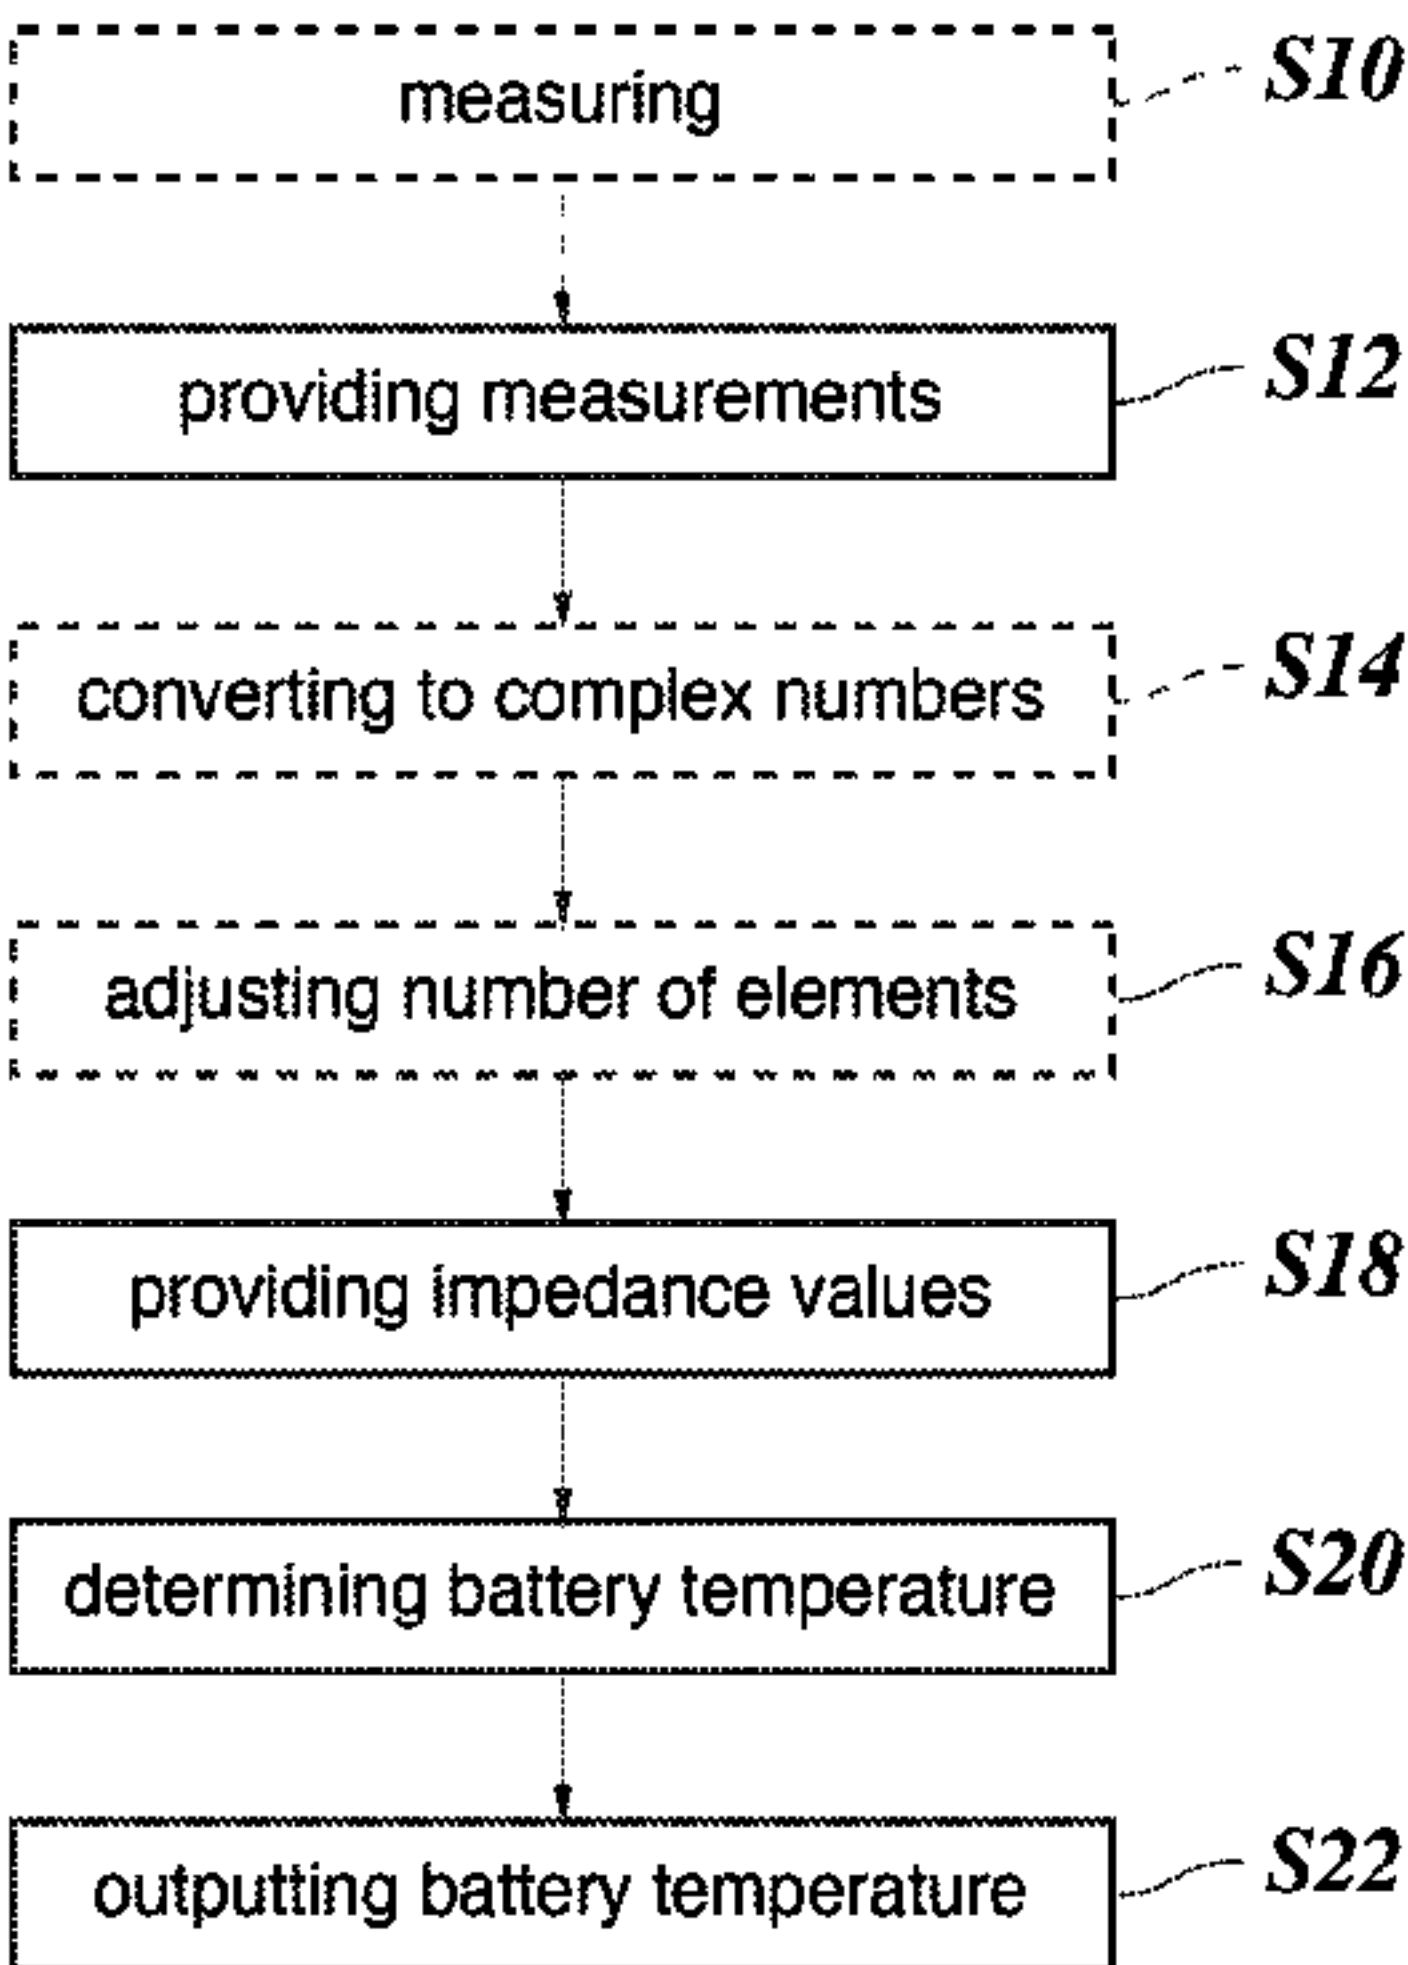 measuring S10
providing measurements S12
converting to complex numbers S14
adjusting number of elements S16
providing impedance values S18
determining battery temperature S20
outputting battery temperature S22